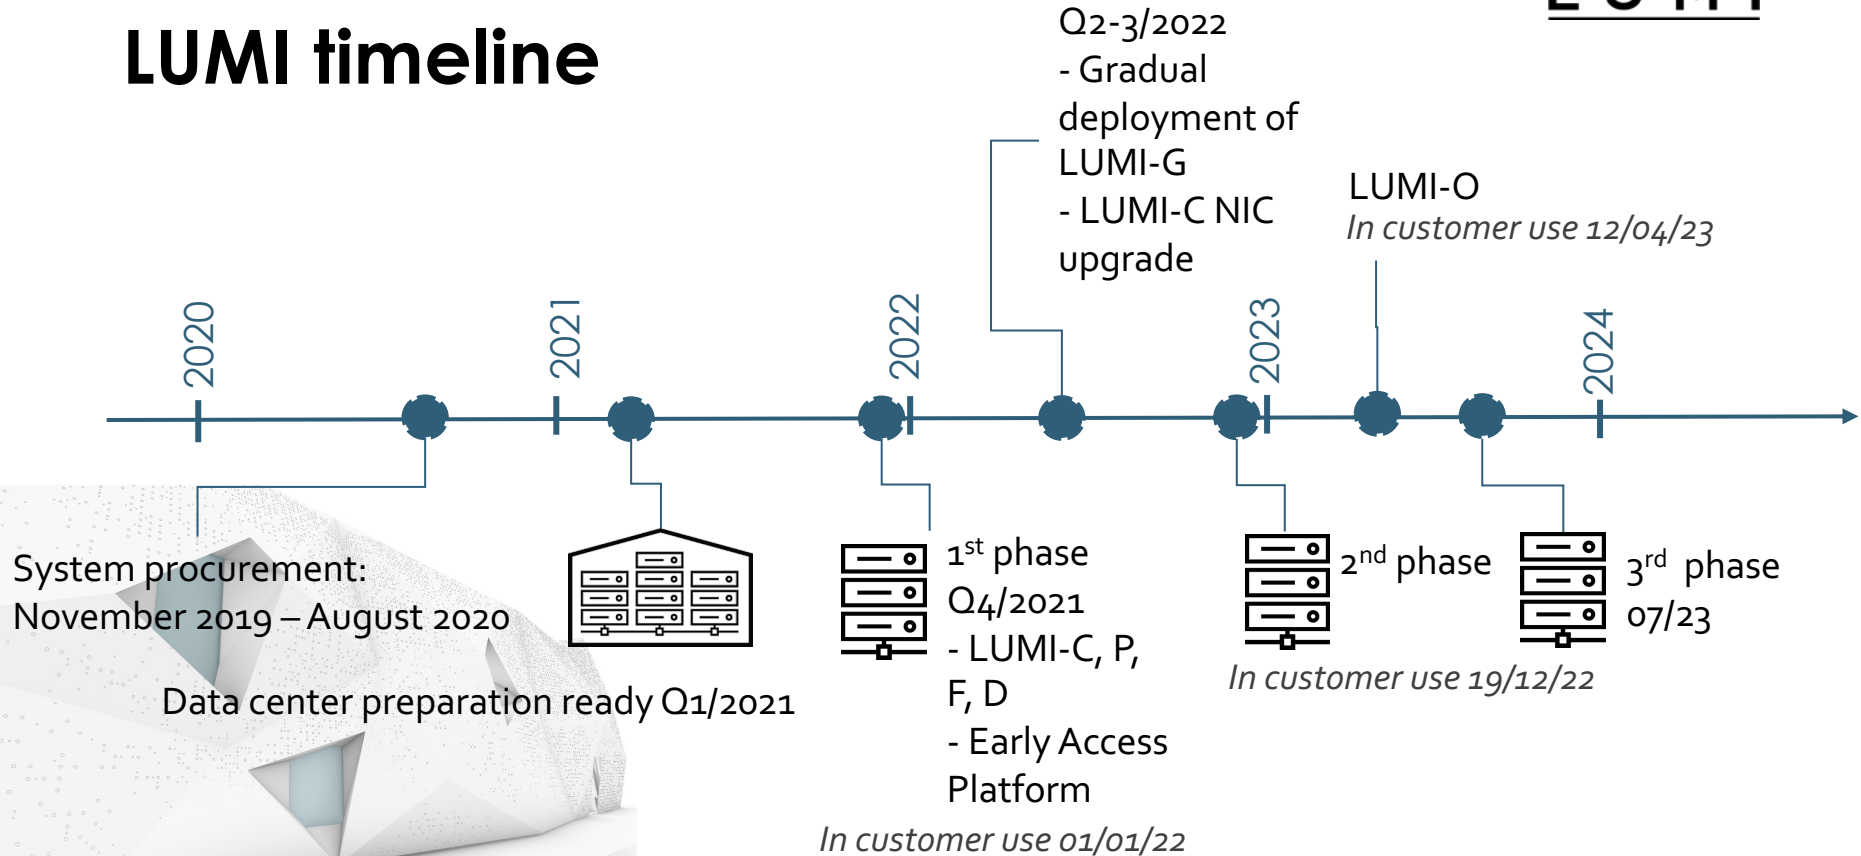 LUMI timeline
Q2-3/2022
- Gradual
deployment of
LUMI-G
- LUMI-C NIC
upgrade
LUMI
LUMI-O
In customer use 12/04/23
2020
2021
2022
2023
2024
System procurement:
November 2019 – August 2020
Data center preparation ready Q1/2021
1st phase
Q4/2021
- LUMI-C, P,
F, D
- Early Access
Platform
In customer use 01/01/22
2nd phase
In customer use 19/12/22
3rd phase
07/23